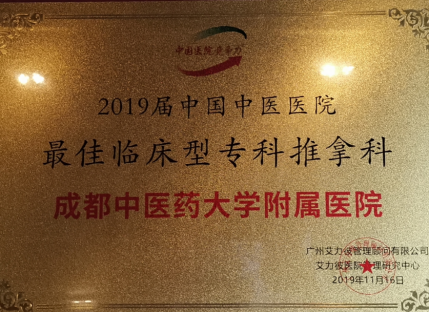 中国医院竞争力
2019届中国中医医院
最佳临床型专科推拿科
成都中医药大学附属医院
广州艾力彼管理顾问有限公司
艾力彼医院管理研究中心
2019年11月16日